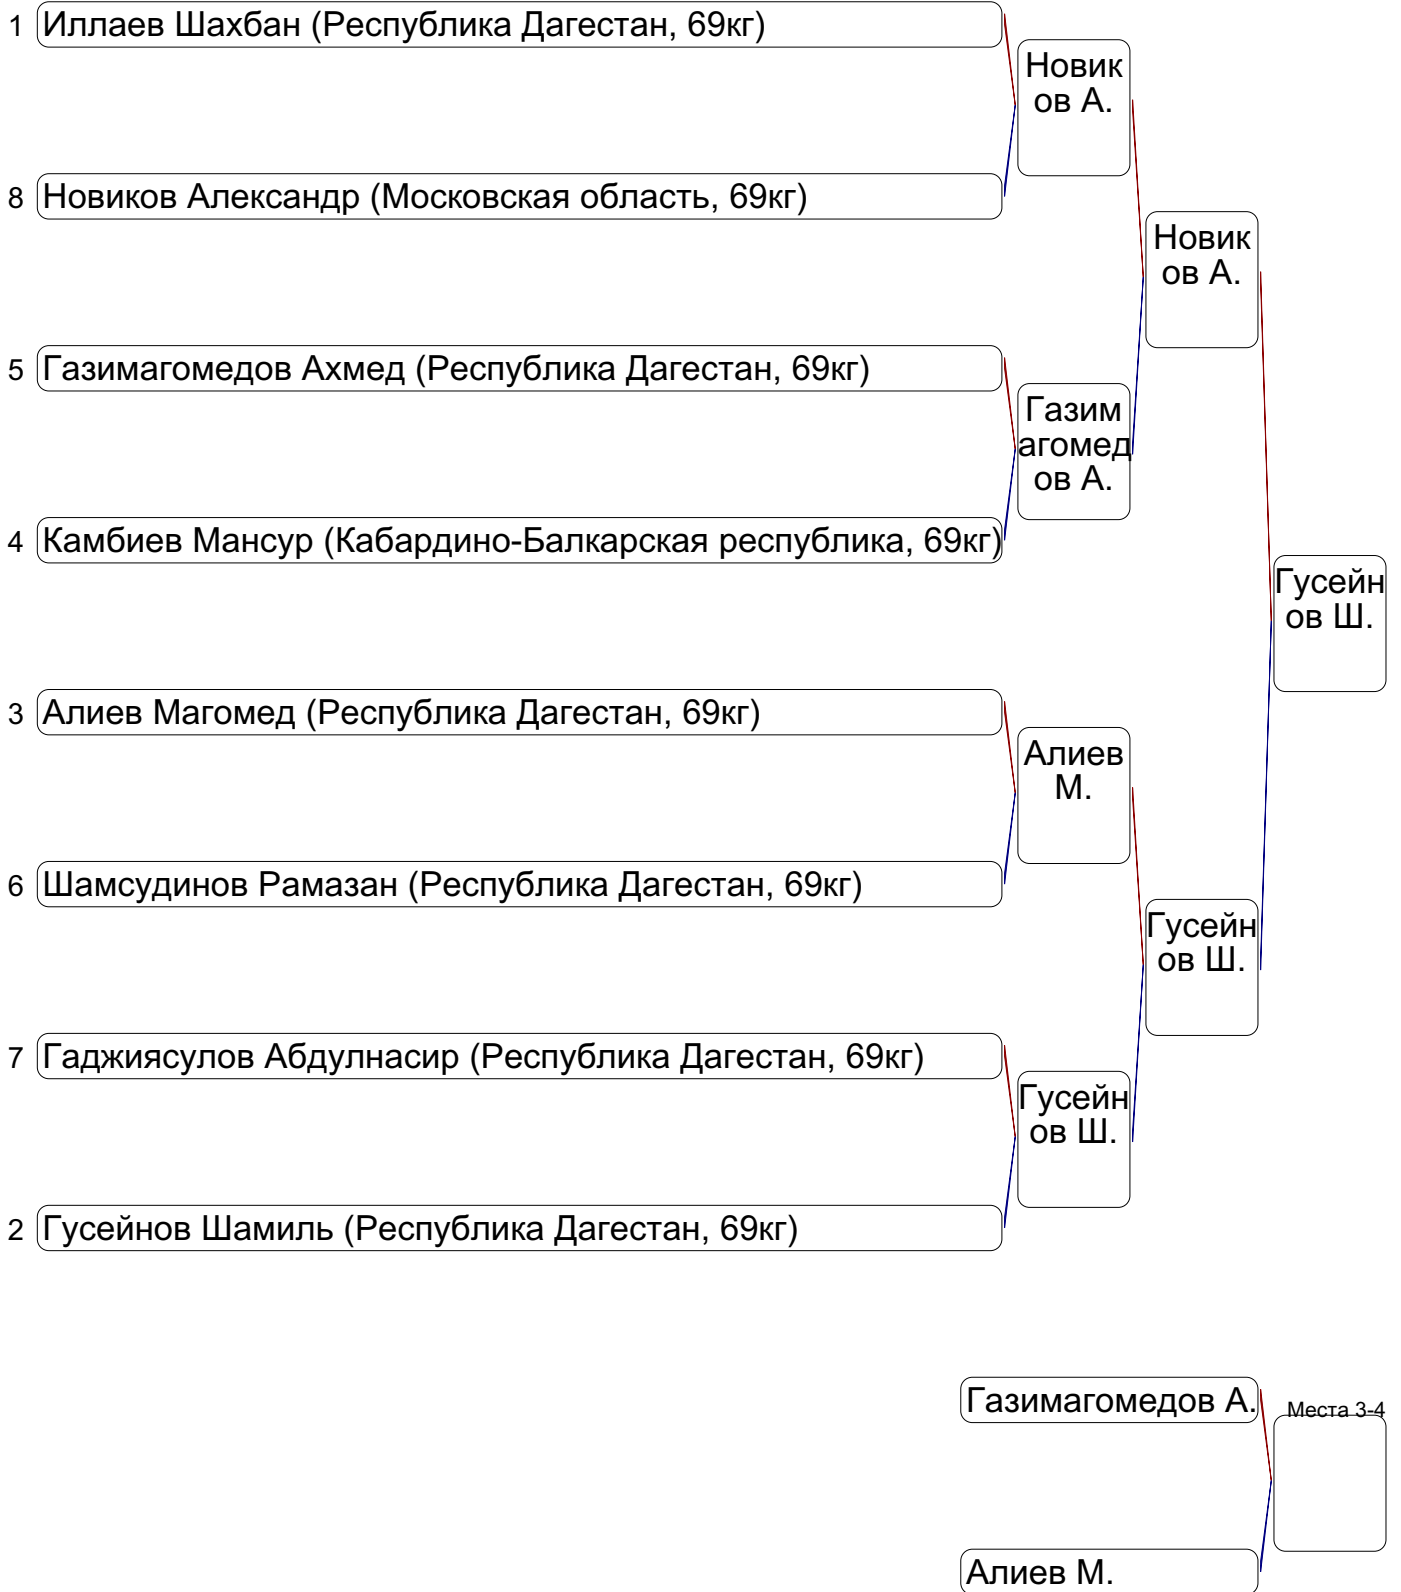 1 Иллаев Шахбан (Республика Дагестан, 69кг)
Новик
ов А.
8 Новиков Александр (Московская область, 69кг)
Новик
ов А.
5 Газимагомедов Ахмед (Республика Дагестан, 69кг)
Газим
агомед
ов А.
4 Камбиев Мансур (Кабардино-Балкарская республика, 69кг)
Гусейн
ов Ш.
3 Алиев Магомед (Республика Дагестан, 69кг)
Алиев
М.
6 Шамсудинов Рамазан (Республика Дагестан, 69кг)
Гусейн
ов Ш.
7 Гаджиясулов Абдулнасир (Республика Дагестан, 69кг)
Гусейн
ов Ш.
2 Гусейнов Шамиль (Республика Дагестан, 69кг)
Газимагомедов А.
Места 3-4
Алиев М.